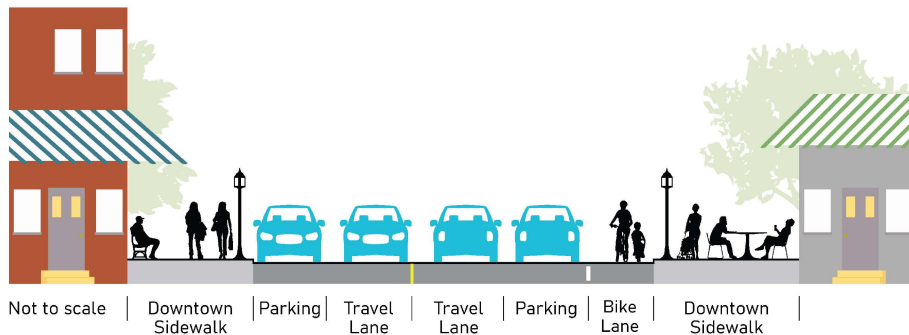 Not to scale
Downtown
Sidewalk
Parking
Travel
Lane
Travel
Lane
Parking
Bike
Lane
Downtown
Sidewalk